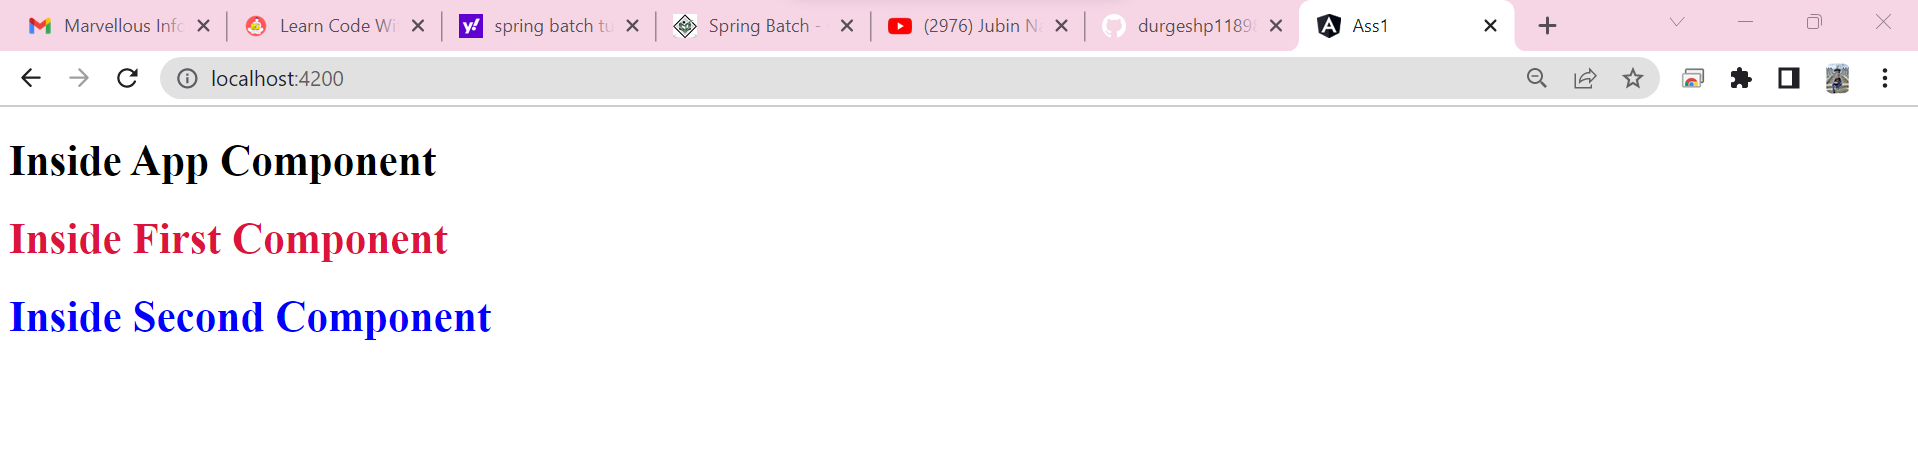 Marvellous Info
Learn Code Wi
spring batch tu
Spring Batch -
(2976) Jubin Na
durgeshp1189
Ass1
localhost:4200
Inside App Component
Inside First Component
Inside Second Component